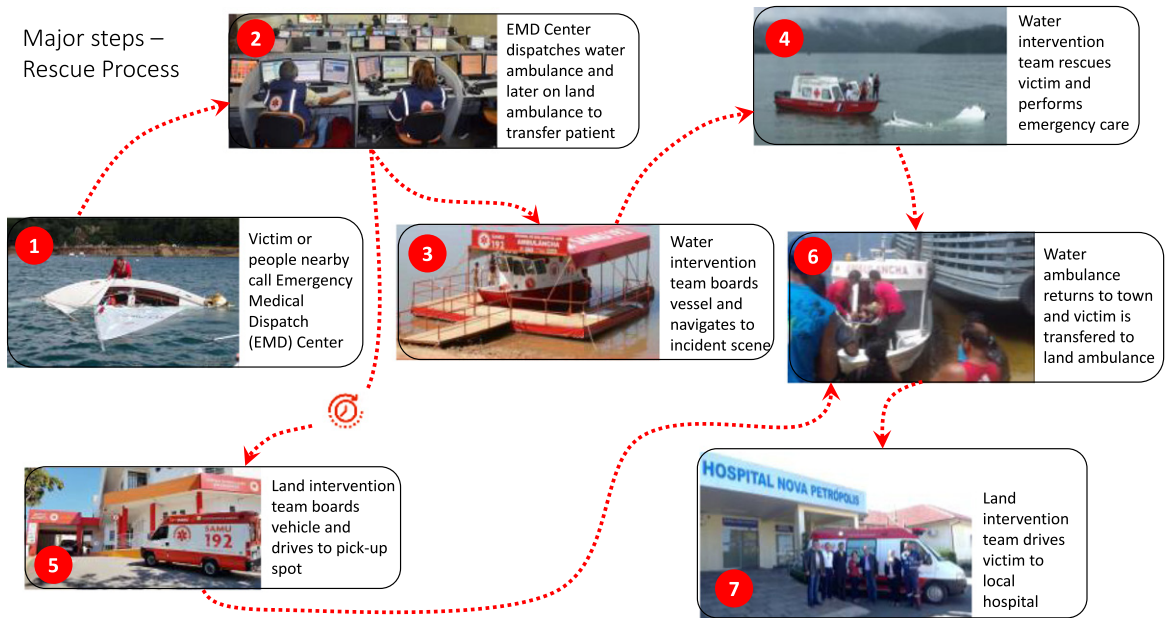 Major steps –
Rescue Process
1
Victim or
people nearby
call Emergency
Medical
Dispatch
(EMD) Center
2
EMD Center
dispatches water
ambulance and
later on land
ambulance to
transfer patient
3
SAMU 192
AMBULANCHA
Water
intervention
team boards
vessel and
navigates to
incident scene
4
Water
intervention
team rescues
victim and
performs
emergency care
5
SAMU
192
Land intervention
team boards
vehicle and
drives to pick-up
spot
6
AMBULANCHA
Water
ambulance
returns to town
and victim is
transfered to
land ambulance
7
HOSPITAL NOVA PETRÓPOLIS
Land
intervention
team drives
victim to
local
hospital